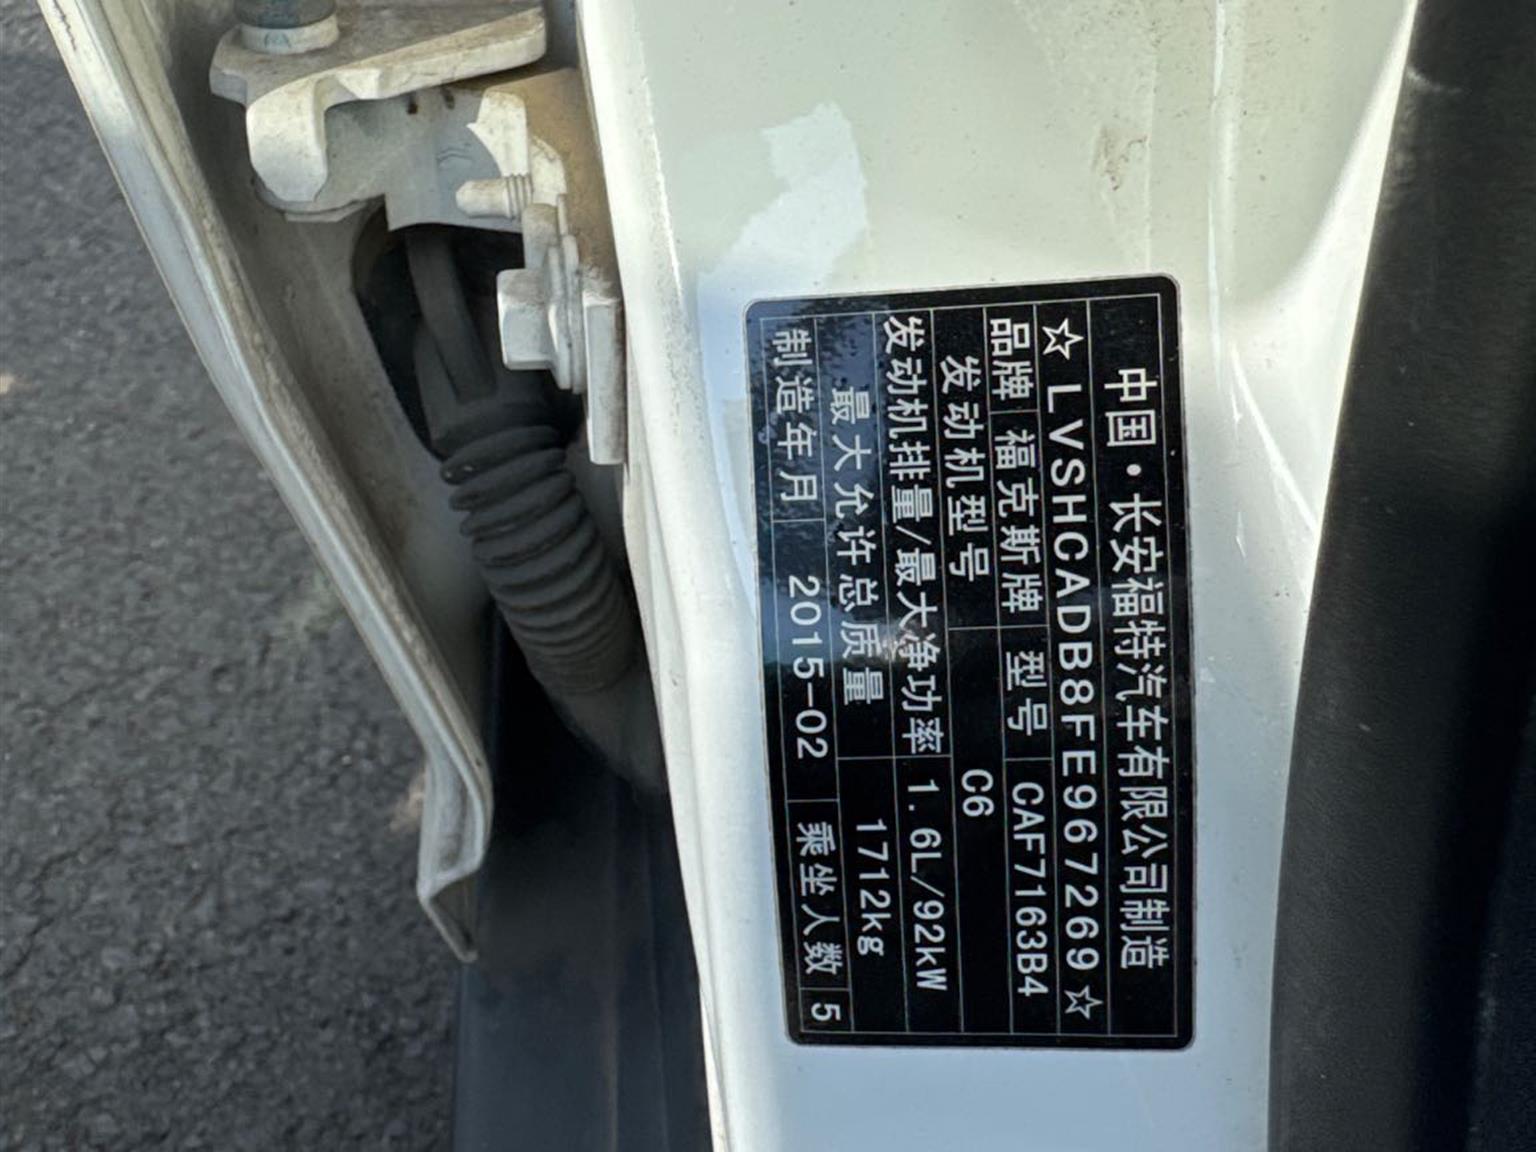 中国·长安福特汽车有限公司制造
☆LVSHCADB8FE967269☆
品牌 福克斯牌 型号 CAF7163B4
发动机型号 C6
发动机排量/最大净功率 1.6L/92kW
最大允许总质量 1712kg
制造年月 2015-02 乘坐人数 5